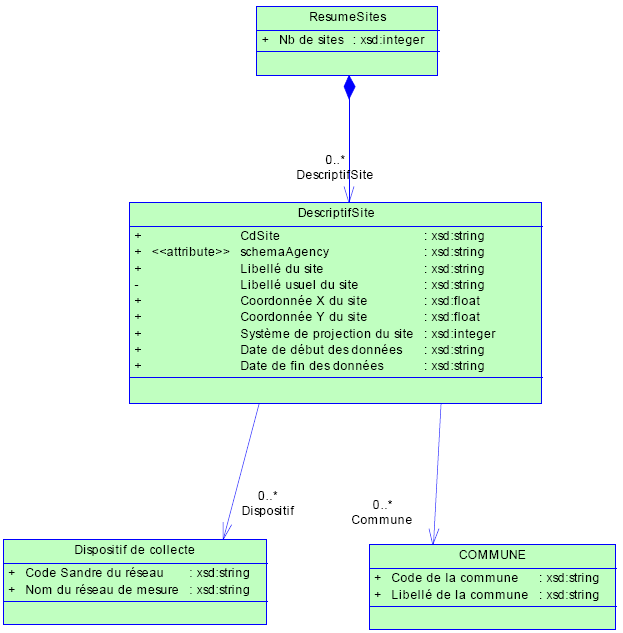 ResumeSites
+ Nb de sites : xsd:integer
0..*
DescriptifSite
DescriptifSite
+ CdSite : xsd:string
+ <<attribute>> schemaAgency : xsd:string
+ Libellé du site : xsd:string
- Libellé usuel du site : xsd:string
+ Coordonnée X du site : xsd:float
+ Coordonnée Y du site : xsd:float
+ Système de projection du site : xsd:integer
+ Date de début des données : xsd:string
+ Date de fin des données : xsd:string
0..*
Dispositif
0..*
Commune
Dispositif de collecte
+ Code Sandre du réseau : xsd:string
+ Nom du réseau de mesure : xsd:string
COMMUNE
+ Code de la commune : xsd:string
+ Libellé de la commune : xsd:string